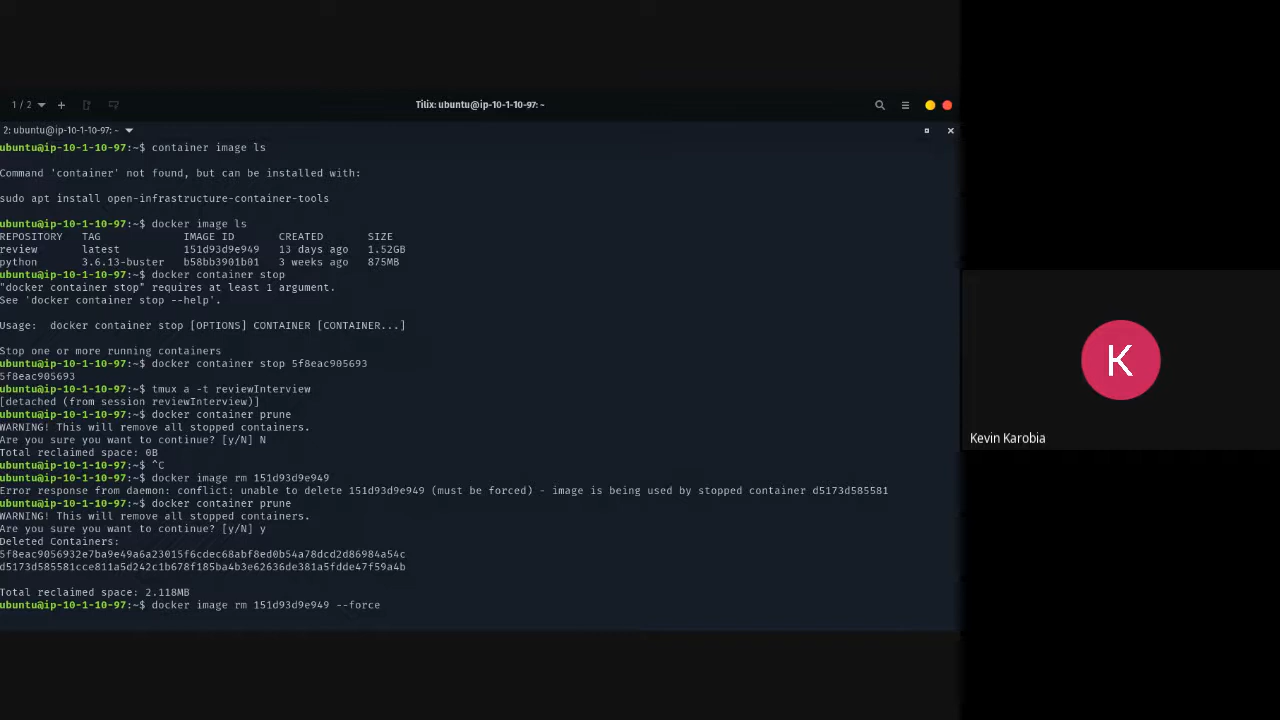 1 / 2
Tilix: ubuntu@ip-10-1-10-97: ~
2: ubuntu@ip-10-1-10-97: ~
ubuntu@ip-10-1-10-97:~$ container image ls
Command 'container' not found, but can be installed with:
sudo apt install open-infrastructure-container-tools
ubuntu@ip-10-1-10-97:~$ docker image ls
REPOSITORY TAG IMAGE ID CREATED SIZE
review latest 151d93d9e949 13 days ago 1.52GB
python 3.6.13-buster b58bb3901b01 3 weeks ago 875MB
ubuntu@ip-10-1-10-97:~$ docker container stop
"docker container stop" requires at least 1 argument.
See 'docker container stop --help'.
Usage: docker container stop [OPTIONS] CONTAINER [CONTAINER...]
Stop one or more running containers
ubuntu@ip-10-1-10-97:~$ docker container stop 5f8eac905693
5f8eac905693
ubuntu@ip-10-1-10-97:~$ tmux a -t reviewInterview
[detached (from session reviewInterview)]
ubuntu@ip-10-1-10-97:~$ docker container prune
WARNING! This will remove all stopped containers.
Are you sure you want to continue? [y/N] N
Total reclaimed space: 0B
ubuntu@ip-10-1-10-97:~$ ^C
ubuntu@ip-10-1-10-97:~$ docker image rm 151d93d9e949
Error response from daemon: conflict: unable to delete 151d93d9e949 (must be forced) - image is being used by stopped container d5173d585581
ubuntu@ip-10-1-10-97:~$ docker container prune
WARNING! This will remove all stopped containers.
Are you sure you want to continue? [y/N] y
Deleted Containers:
5f8eac9056932e7ba9e49a6a23015f6cdec68abf8ed0b54a78dcd2d86984a54c
d5173d585581cce811a5d242c1b678f185ba4b3e62636de381a5fdde47f59a4b
Total reclaimed space: 2.118MB
ubuntu@ip-10-1-10-97:~$ docker image rm 151d93d9e949 --force
K
Kevin Karobia